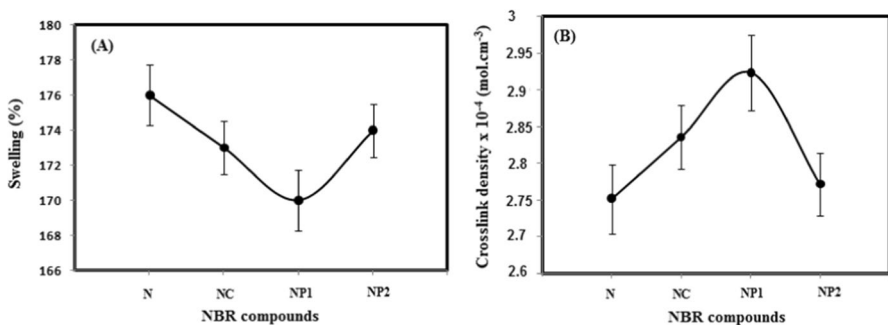 (A)
Swelling (%)
180
178
176
174
172
170
168
166
N NC NP1 NP2
NBR compounds
(B)
Crosslink density x 10⁻⁴ (mol.cm⁻³)
3
2.95
2.9
2.85
2.8
2.75
2.7
2.6
N NC NP1 NP2
NBR compounds